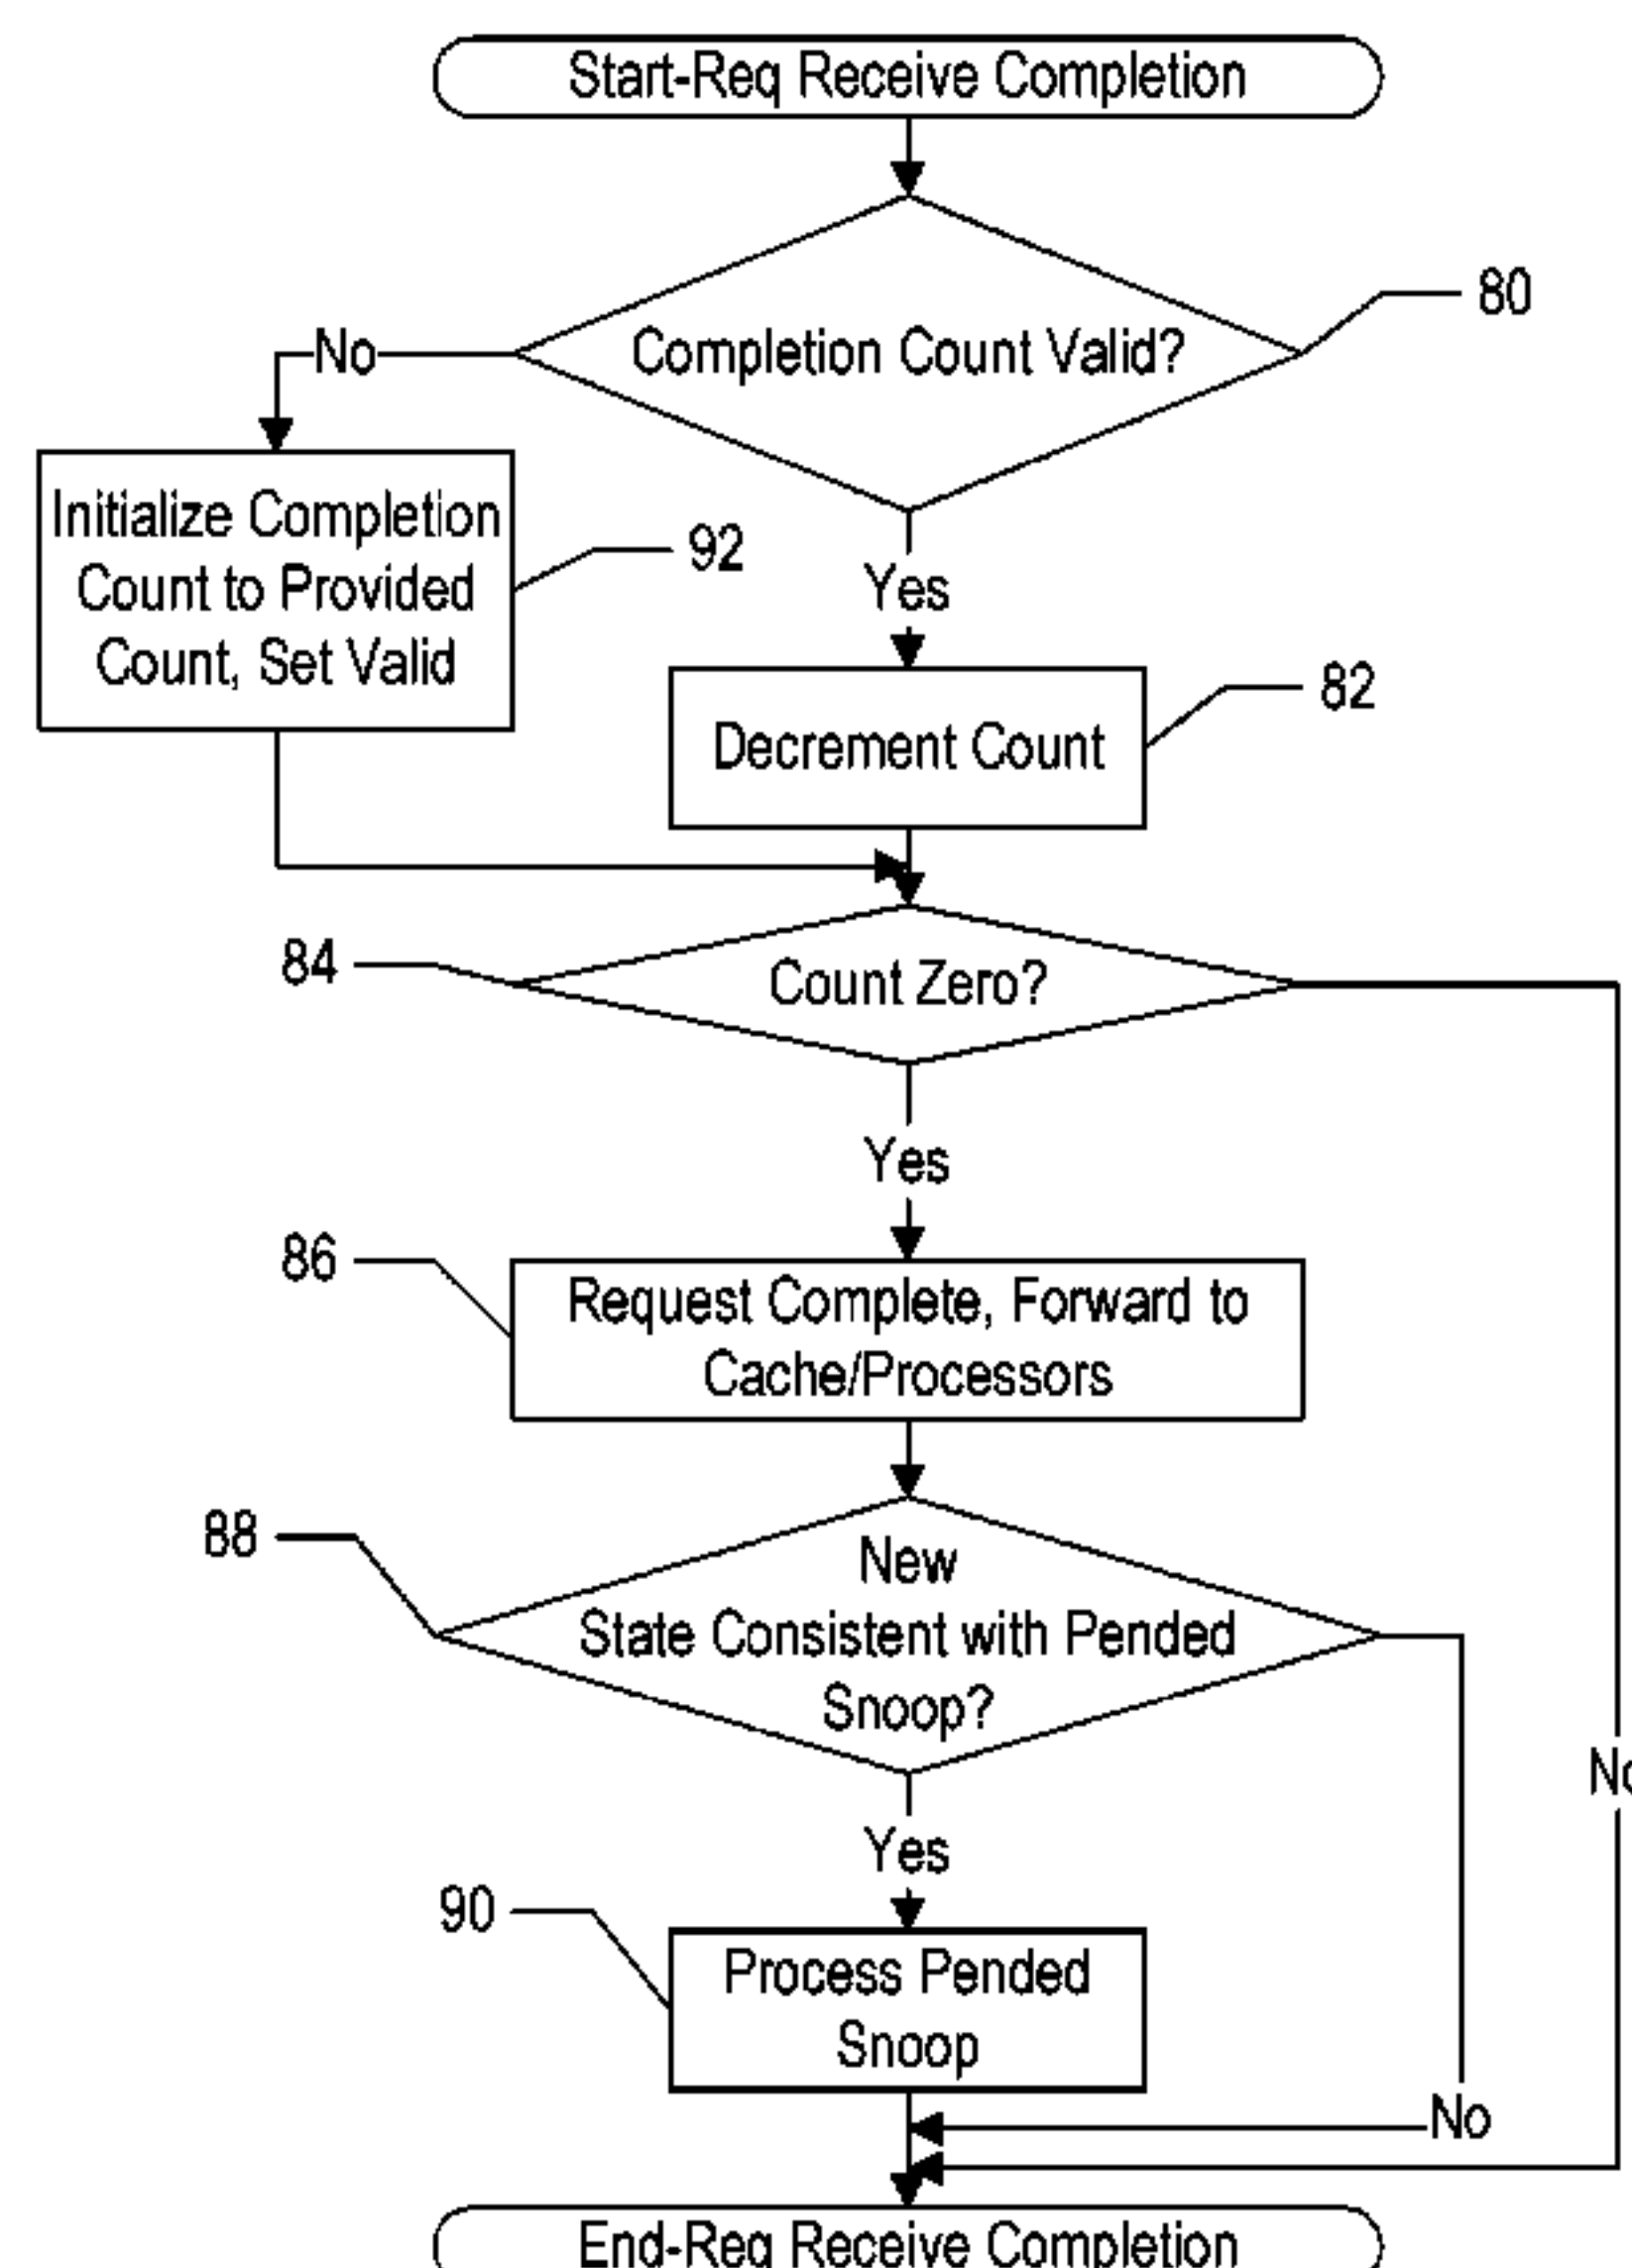 Start-Req Receive Completion
80
Completion Count Valid?
No
Initialize Completion
Count to Provided
Count, Set Valid
92
Yes
82
Decrement Count
84
Count Zero?
Yes
86
Request Complete, Forward to
Cache/Processors
88
New
State Consistent with Pended
Snoop?
No
Yes
90
Process Pended
Snoop
No
End-Req Receive Completion